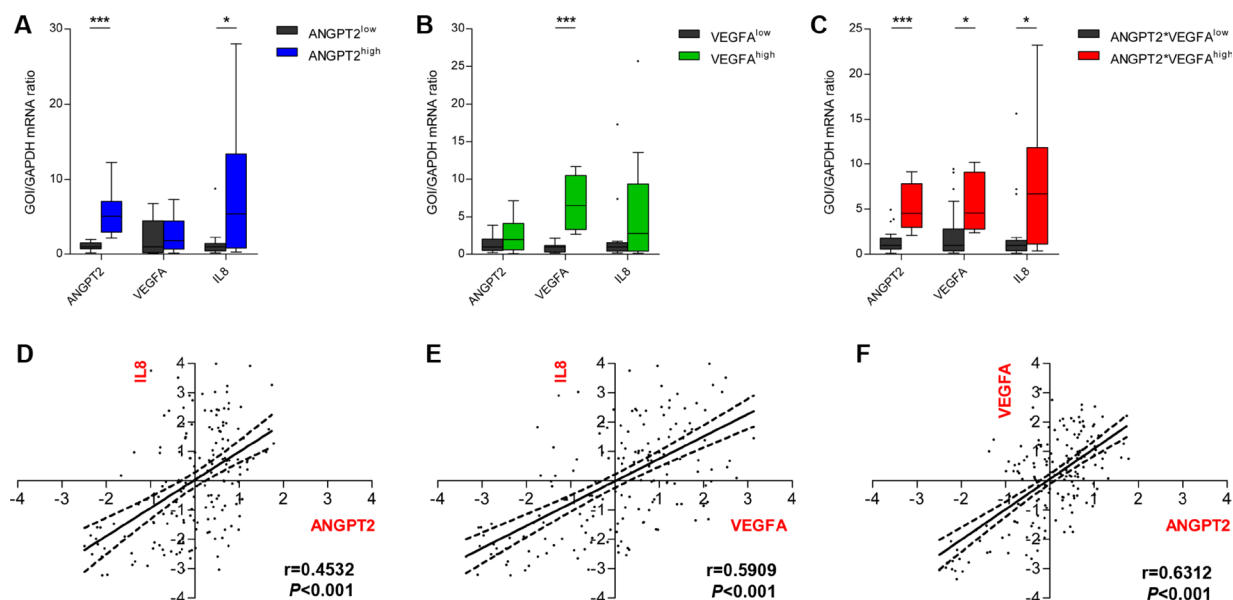 A
***
*
ANGPT2low
ANGPT2high
GOI/GAPDH mRNA ratio
30
20
10
0
ANGPT2
VEGFA
IL8
B
***
VEGFAlow
VEGFAhigh
GOI/GAPDH mRNA ratio
30
25
20
15
10
5
0
ANGPT2
VEGFA
IL8
C
***
*
*
ANGPT2*VEGFAlow
ANGPT2*VEGFAhigh
GOI/GAPDH mRNA ratio
25
20
15
10
5
0
ANGPT2
VEGFA
IL8
D
IL8
4
3
2
1
-4 -3 -2 -1 1 2 3 4
-1
-2
-3
-4
ANGPT2
r=0.4532
P<0.001
E
IL8
4
3
2
1
-4 -3 -2 -1 0 1 2 3 4
-1
-2
-3
-4
VEGFA
r=0.5909
P<0.001
F
VEGFA
4
3
2
1
-4 -3 -2 -1 0 1 2 3 4
-1
-2
-3
-4
ANGPT2
r=0.6312
P<0.001